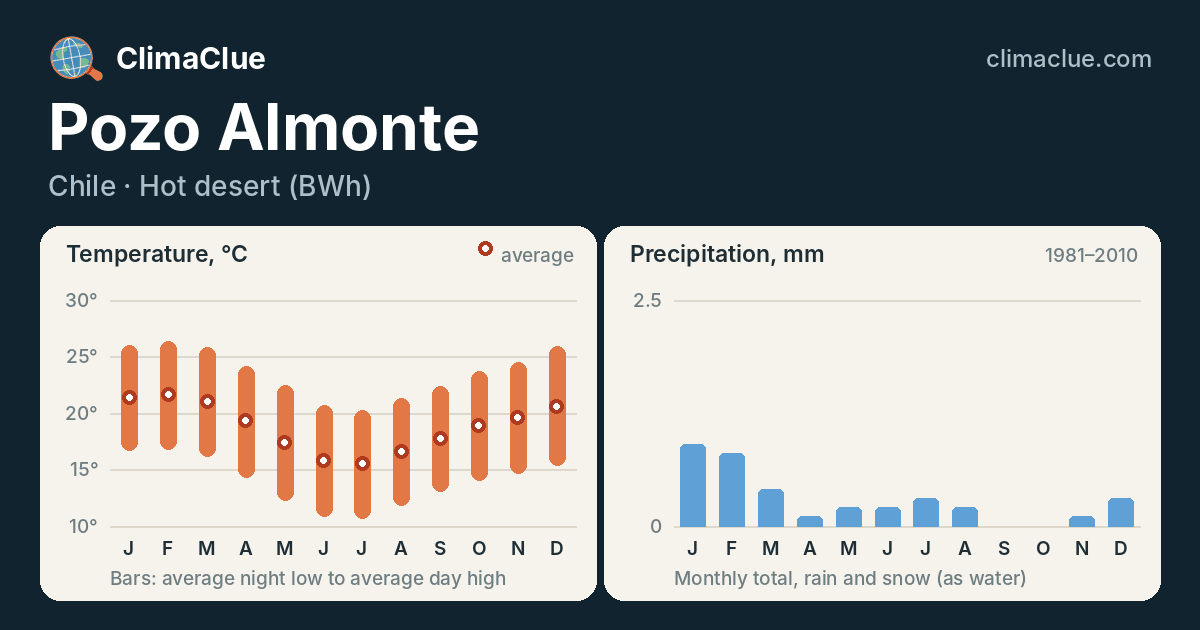 ClimaClue
climaclue.com
Pozo Almonte
Chile · Hot desert (BWh)
Temperature, °C
average
30°
25°
20°
15°
10°
J F M A M J J A S O N D
Bars: average night low to average day high
Precipitation, mm
1981–2010
2.5
0
J F M A M J J A S O N D
Monthly total, rain and snow (as water)